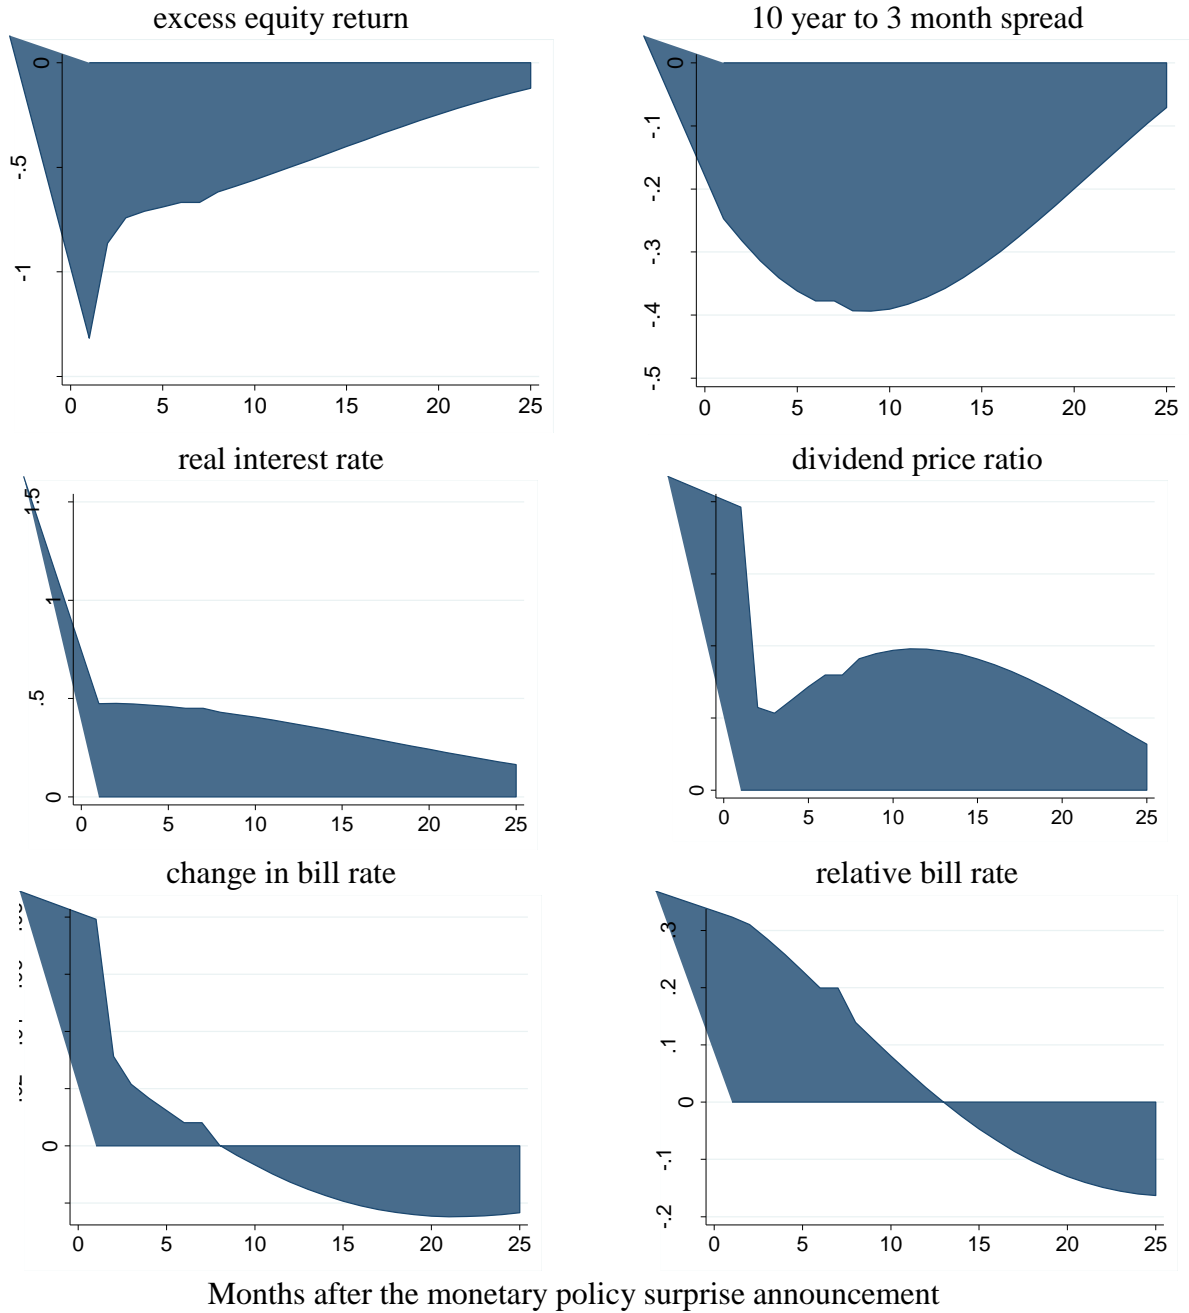 excess equity return
10 year to 3 month spread
0
-.5
-1
0 5 10 15 20 25
0
-.1
-.2
-.3
-.4
-.5
0 5 10 15 20 25
real interest rate
dividend price ratio
1.5
1
.5
0
0 5 10 15 20 25
0
0 5 10 15 20 25
change in bill rate
relative bill rate
0
0 5 10 15 20 25
.3
.2
.1
0
-.1
-.2
0 5 10 15 20 25
Months after the monetary policy surprise announcement